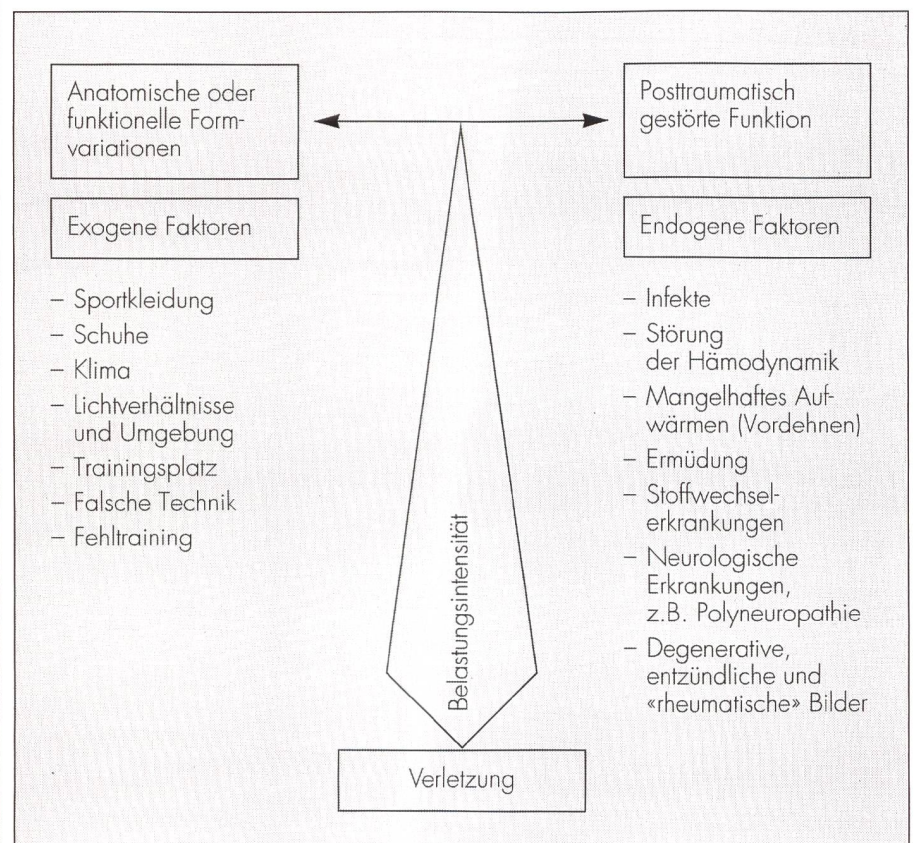 Anatomische oder
funktionelle Form-
variationen
Exogene Faktoren
– Sportkleidung
– Schuhe
– Klima
– Lichtverhältnisse
und Umgebung
– Trainingsplatz
– Falsche Technik
– Fehltraining
Belastungsintensität
Verletzung
Posttraumatisch
gestörte Funktion
Endogene Faktoren
– Infekte
– Störung
der Hämodynamik
– Mangelhaftes Auf-
wärmen (Vordehnen)
– Ermüdung
– Stoffwechsel-
erkrankungen
– Neurologische
Erkrankungen,
z.B. Polyneuropathie
– Degenerative,
entzündliche und
«rheumatische» Bilder